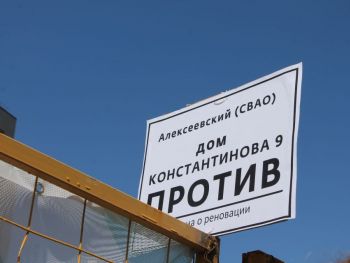 Алексеевский (СВАО)
ДОМ
КОНСТАНТИНОВА 9
ПРОТИВ
о реновации